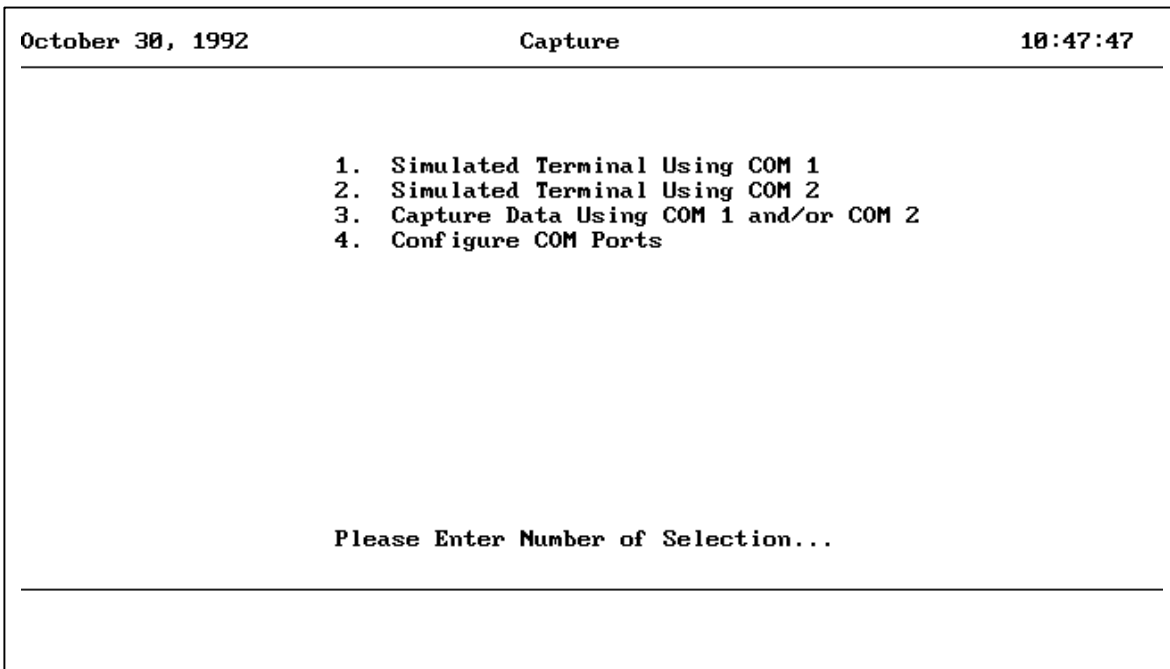 October 30, 1992 Capture 10:47:47
1. Simulated Terminal Using COM 1
2. Simulated Terminal Using COM 2
3. Capture Data Using COM 1 and/or COM 2
4. Configure COM Ports
Please Enter Number of Selection...